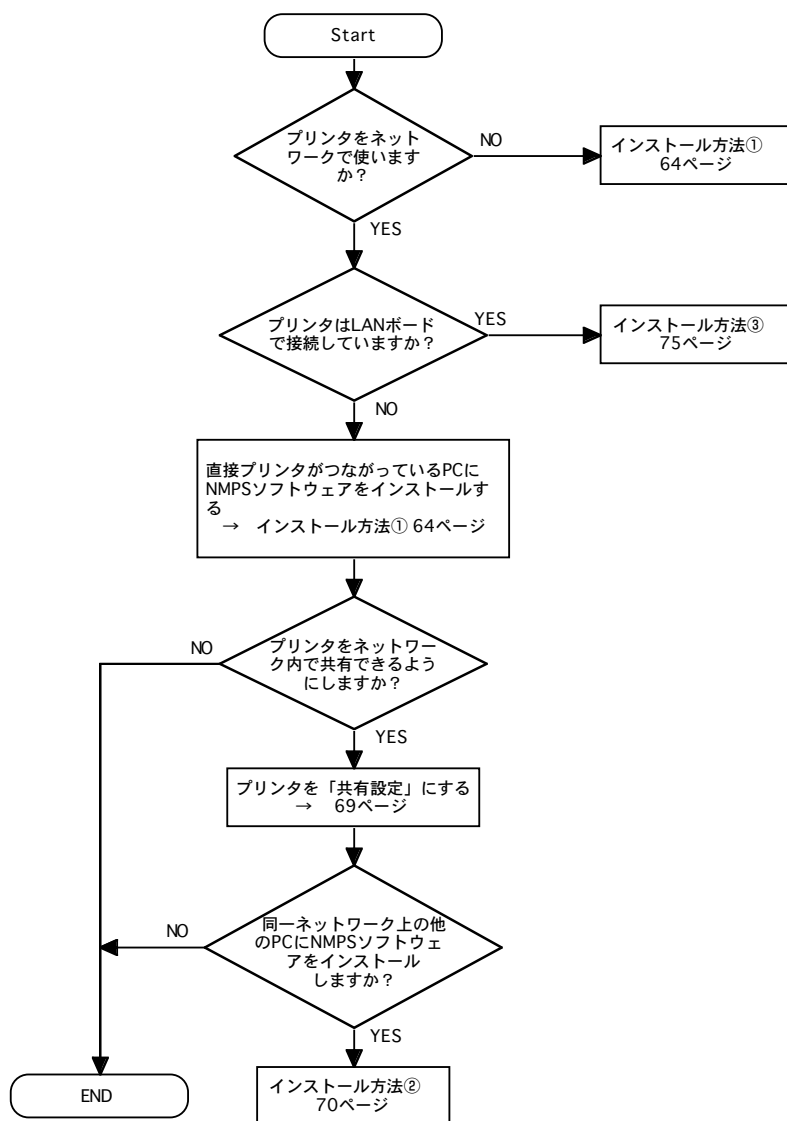 Start
プリンタをネット
ワークで使います
か？
NO
インストール方法①
64ページ
YES
プリンタはLANボード
で接続していますか？
YES
インストール方法③
75ページ
NO
直接プリンタがつながっているPCに
NMPSソフトウェアをインストールす
る
→ インストール方法① 64ページ
NO
プリンタをネットワー
ク内で共有できるよう
にしますか？
YES
プリンタを「共有設定」にする
→ 69ページ
NO
同一ネットワーク上の他
のPCにNMPSソフトウェ
アをインストール
しますか？
YES
END
インストール方法②
70ページ